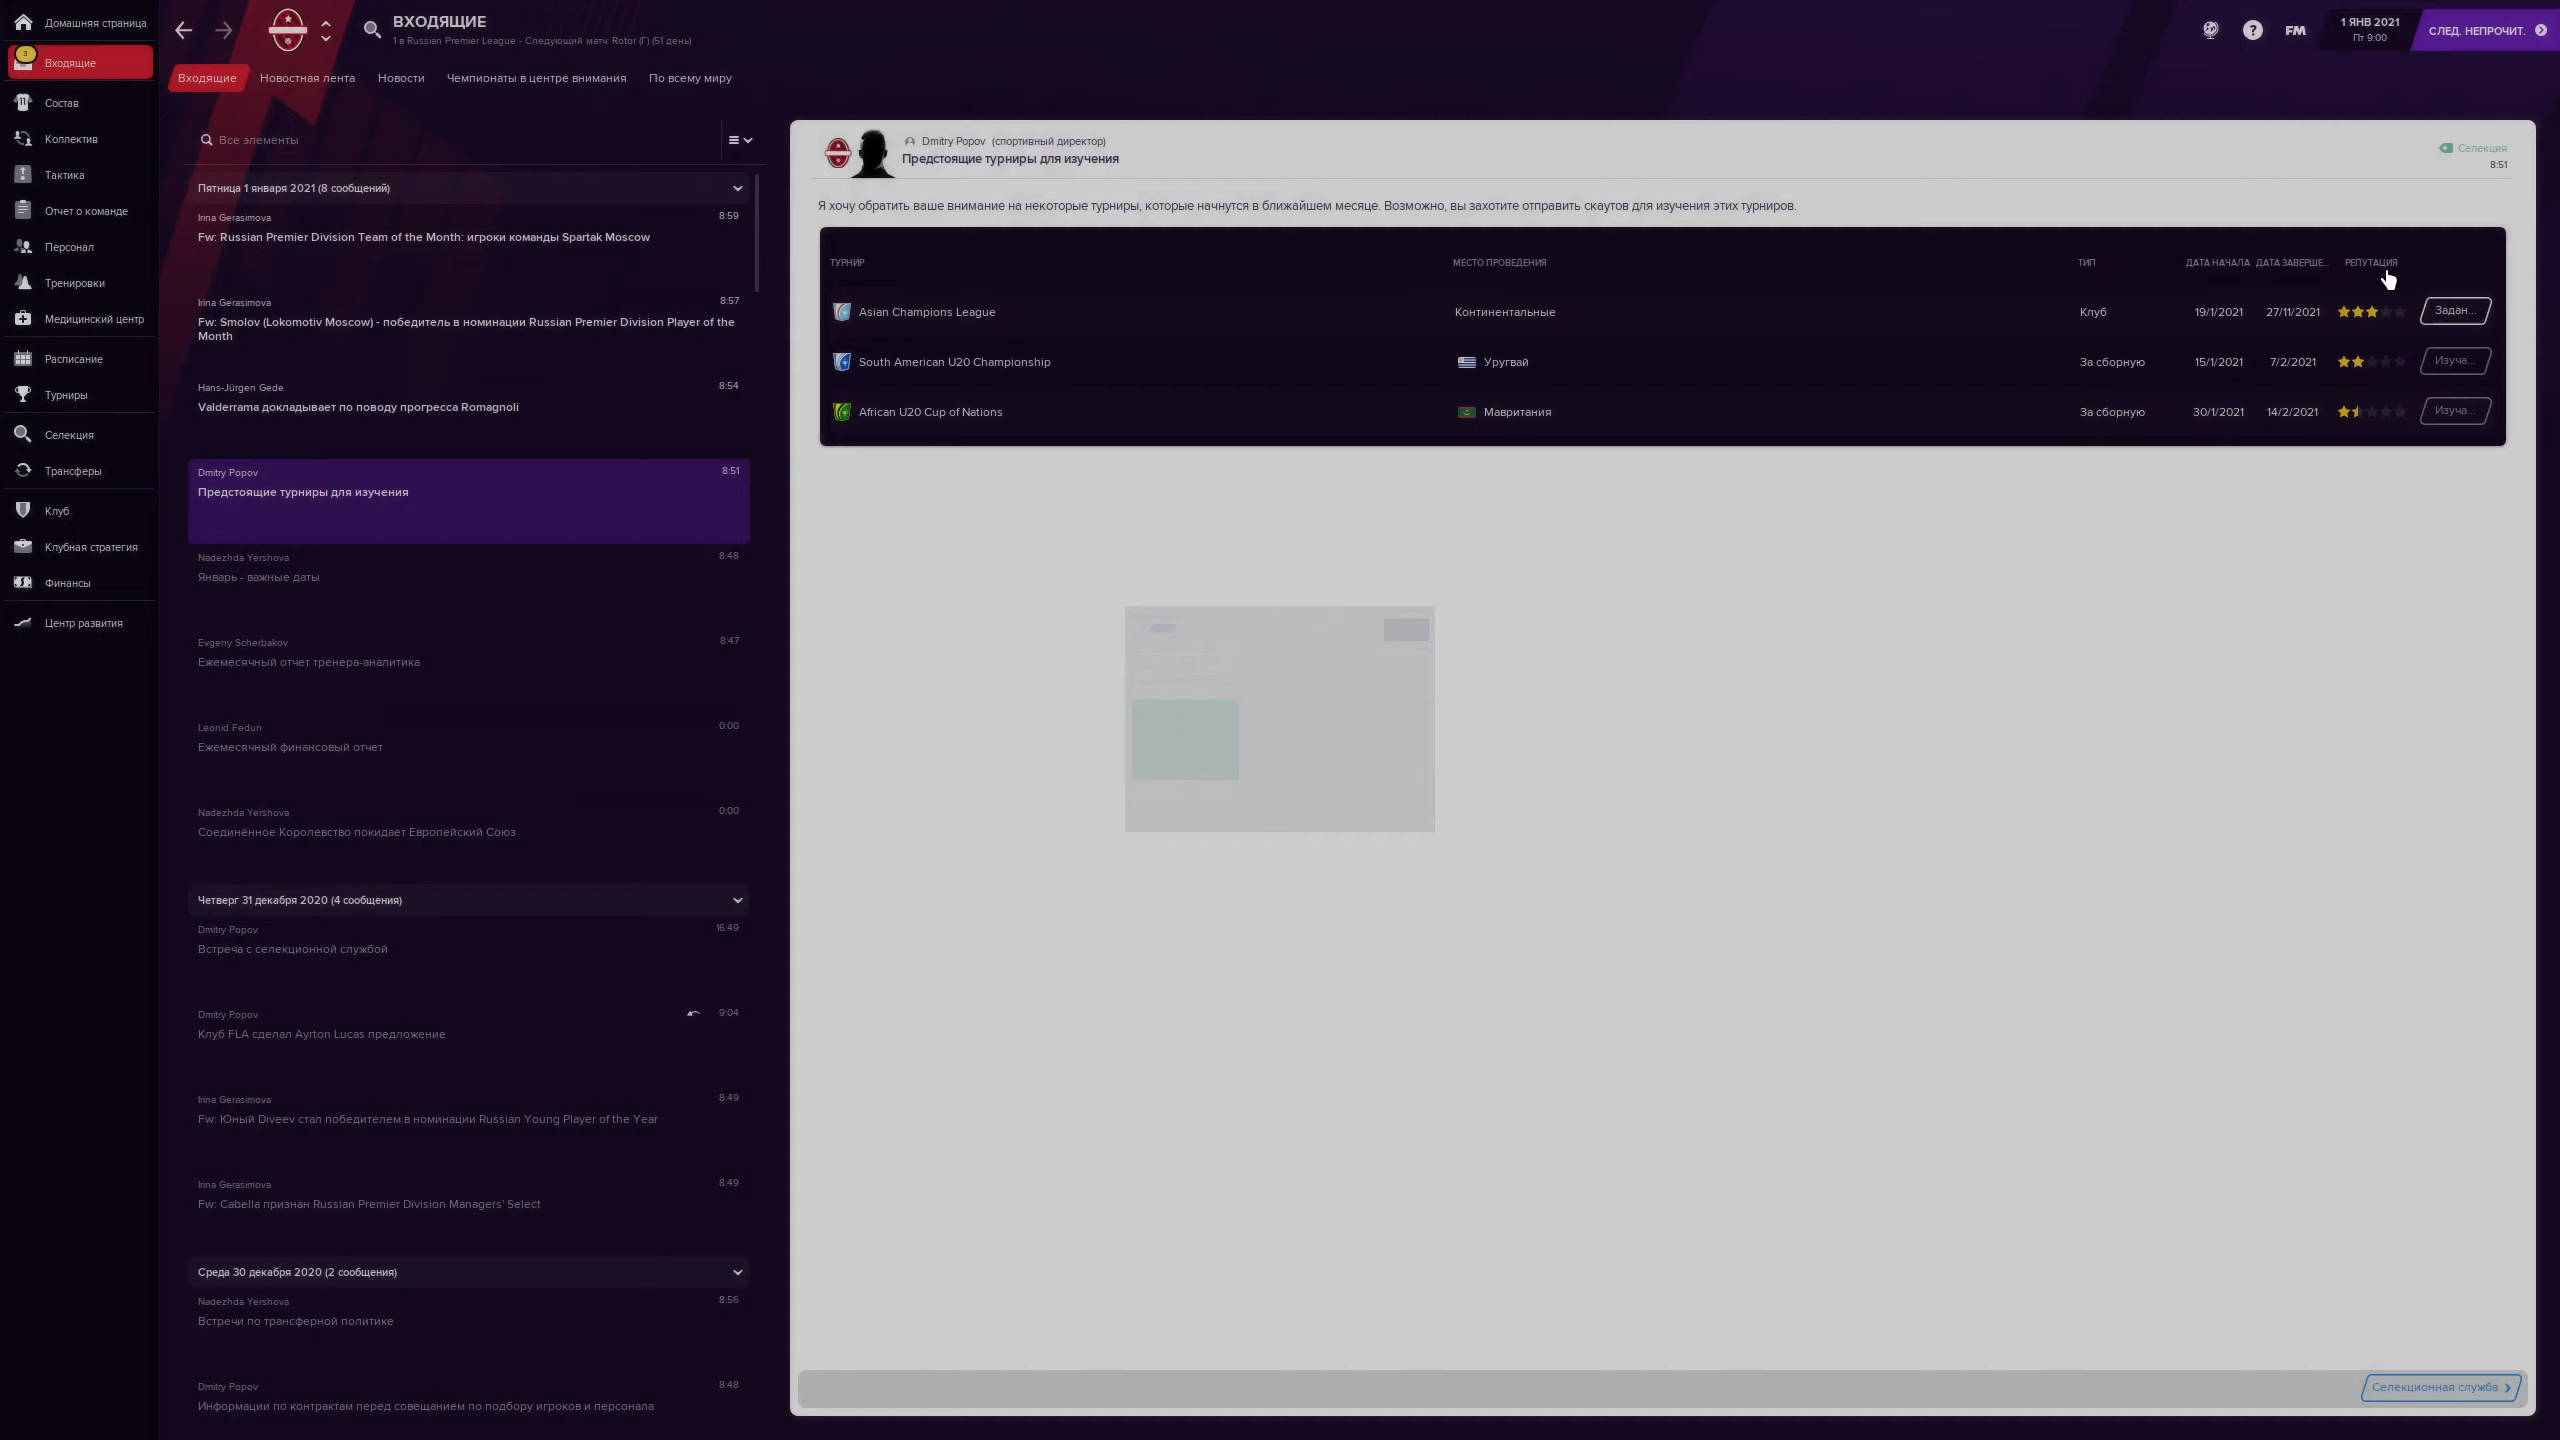 Домашняя страница
3
Входящие
Состав
Коллектив
Тактика
Отчет о команде
Персонал
Тренировки
Медицинский центр
Расписание
Турниры
Селекция
Трансферы
Клуб
Клубная стратегия
Финансы
Центр развития
ВХОДЯЩИЕ
1 в Russian Premier League - Следующий матч: Rotor (Г) (51 день)
FM
1 ЯНВ 2021
Пт 9:00
СЛЕД. НЕПРОЧИТ.
Входящие Новостная лента Новости Чемпионаты в центре внимания По всему миру
Все элементы
Пятница 1 января 2021 (8 сообщений)
Irina Gerasimova 8:59
Fw: Russian Premier Division Team of the Month: игроки команды Spartak Moscow
Irina Gerasimova 8:57
Fw: Smolov (Lokomotiv Moscow) - победитель в номинации Russian Premier Division Player of the
Month
Hans-Jürgen Gede 8:54
Valderrama докладывает по поводу прогресса Romagnoli
Dmitry Popov 8:51
Предстоящие турниры для изучения
Nadezhda Yershova 8:48
Январь - важные даты
Evgeny Scherbakov 8:47
Ежемесячный отчет тренера-аналитика
Leonid Fedun 0:00
Ежемесячный финансовый отчет
Nadezhda Yershova 0:00
Соединённое Королевство покидает Европейский Союз
Четверг 31 декабря 2020 (4 сообщения)
Dmitry Popov 16:49
Встреча с селекционной службой
Dmitry Popov 9:04
Клуб FLA сделал Ayrton Lucas предложение
Irina Gerasimova 8:49
Fw: Юный Diveev стал победителем в номинации Russian Young Player of the Year
Irina Gerasimova 8:49
Fw: Cabella признан Russian Premier Division Managers' Select
Среда 30 декабря 2020 (2 сообщения)
Nadezhda Yershova 8:56
Встречи по трансферной политике
Dmitry Popov 8:48
Информации по контрактам перед совещанием по подбору игроков и персонала
Dmitry Popov (спортивный директор)
Предстоящие турниры для изучения
Селекция
8:51
Я хочу обратить ваше внимание на некоторые турниры, которые начнутся в ближайшем месяце. Возможно, вы захотите отправить скаутов для изучения этих турниров.
ТУРНИР МЕСТО ПРОВЕДЕНИЯ ТИП ДАТА НАЧАЛА ДАТА ЗАВЕРШЕ... РЕПУТАЦИЯ
Asian Champions League Континентальные Клуб 19/1/2021 27/11/2021 Задан...
South American U20 Championship Уругвай За сборную 15/1/2021 7/2/2021 Изуча...
African U20 Cup of Nations Мавритания За сборную 30/1/2021 14/2/2021 Изуча...
Селекционная служба